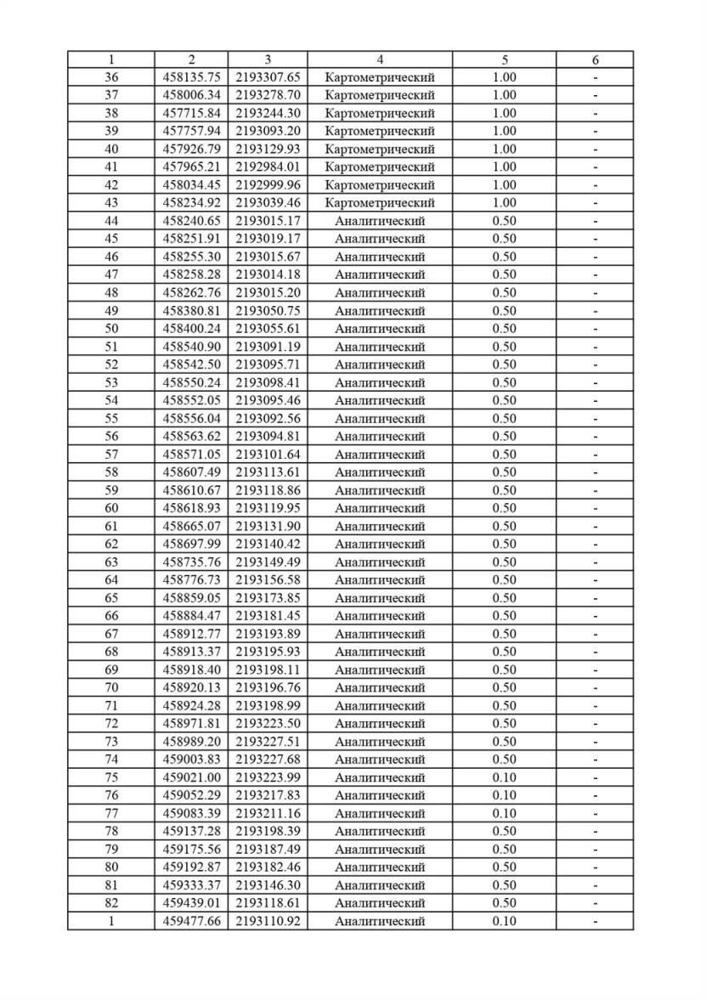 1 2 3 4 5 6
36 458135.75 2193307.65 Картометрический 1.00 -
37 458006.34 2193278.70 Картометрический 1.00 -
38 457715.84 2193244.30 Картометрический 1.00 -
39 457757.94 2193093.20 Картометрический 1.00 -
40 457926.79 2193129.93 Картометрический 1.00 -
41 457965.21 2192984.01 Картометрический 1.00 -
42 458034.45 2192999.96 Картометрический 1.00 -
43 458234.92 2193039.46 Картометрический 1.00 -
44 458240.65 2193015.17 Аналитический 0.50 -
45 458251.91 2193019.17 Аналитический 0.50 -
46 458255.30 2193015.67 Аналитический 0.50 -
47 458258.28 2193014.18 Аналитический 0.50 -
48 458262.76 2193015.20 Аналитический 0.50 -
49 458380.81 2193050.75 Аналитический 0.50 -
50 458400.24 2193055.61 Аналитический 0.50 -
51 458540.90 2193091.19 Аналитический 0.50 -
52 458542.50 2193095.71 Аналитический 0.50 -
53 458550.24 2193098.41 Аналитический 0.50 -
54 458552.05 2193095.46 Аналитический 0.50 -
55 458556.04 2193092.56 Аналитический 0.50 -
56 458563.62 2193094.81 Аналитический 0.50 -
57 458571.05 2193101.64 Аналитический 0.50 -
58 458607.49 2193113.61 Аналитический 0.50 -
59 458610.67 2193118.86 Аналитический 0.50 -
60 458618.93 2193119.95 Аналитический 0.50 -
61 458665.07 2193131.90 Аналитический 0.50 -
62 458697.99 2193140.42 Аналитический 0.50 -
63 458735.76 2193149.49 Аналитический 0.50 -
64 458776.73 2193156.58 Аналитический 0.50 -
65 458859.05 2193173.85 Аналитический 0.50 -
66 458884.47 2193181.45 Аналитический 0.50 -
67 458912.77 2193193.89 Аналитический 0.50 -
68 458913.37 2193195.93 Аналитический 0.50 -
69 458918.40 2193198.11 Аналитический 0.50 -
70 458920.13 2193196.76 Аналитический 0.50 -
71 458924.28 2193198.99 Аналитический 0.50 -
72 458971.81 2193223.50 Аналитический 0.50 -
73 458989.20 2193227.51 Аналитический 0.50 -
74 459003.83 2193227.68 Аналитический 0.50 -
75 459021.00 2193223.99 Аналитический 0.10 -
76 459052.29 2193217.83 Аналитический 0.10 -
77 459083.39 2193211.16 Аналитический 0.10 -
78 459137.28 2193198.39 Аналитический 0.50 -
79 459175.56 2193187.49 Аналитический 0.50 -
80 459192.87 2193182.46 Аналитический 0.50 -
81 459333.37 2193146.30 Аналитический 0.50 -
82 459439.01 2193118.61 Аналитический 0.50 -
1 459477.66 2193110.92 Аналитический 0.10 -